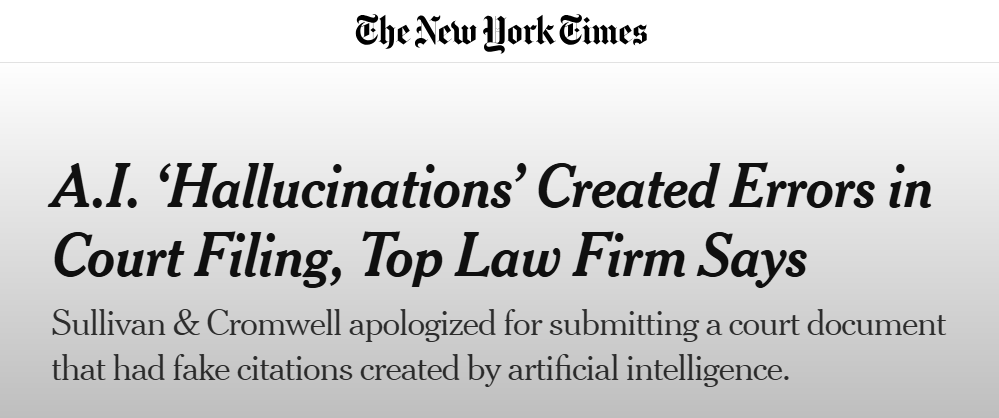 The New York Times
A.I. ‘Hallucinations’ Created Errors in
Court Filing, Top Law Firm Says
Sullivan & Cromwell apologized for submitting a court document
that had fake citations created by artificial intelligence.